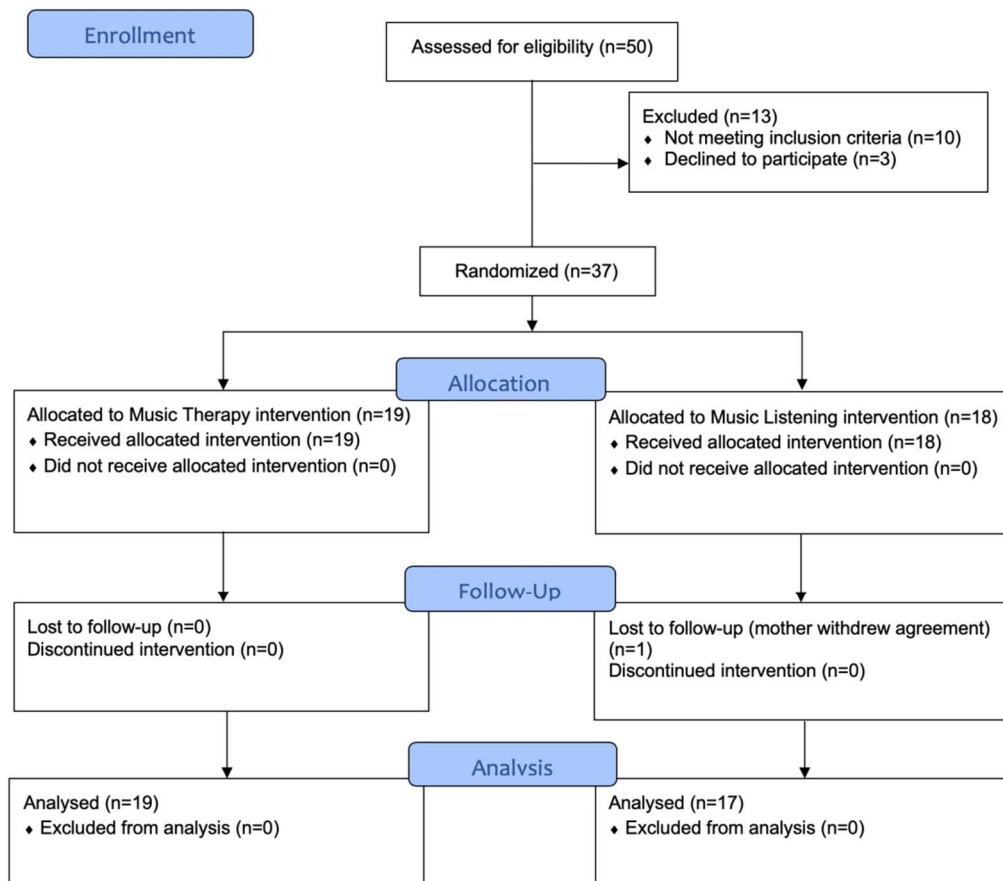 Enrollment
Assessed for eligibility (n=50)
Excluded (n=13)
♦ Not meeting inclusion criteria (n=10)
♦ Declined to participate (n=3)
Randomized (n=37)
Allocation
Allocated to Music Therapy intervention (n=19)
♦ Received allocated intervention (n=19)
♦ Did not receive allocated intervention (n=0)
Allocated to Music Listening intervention (n=18)
♦ Received allocated intervention (n=18)
♦ Did not receive allocated intervention (n=0)
Follow-Up
Lost to follow-up (n=0)
Discontinued intervention (n=0)
Lost to follow-up (mother withdrew agreement)
(n=1)
Discontinued intervention (n=0)
Analysis
Analysed (n=19)
♦ Excluded from analysis (n=0)
Analysed (n=17)
♦ Excluded from analysis (n=0)